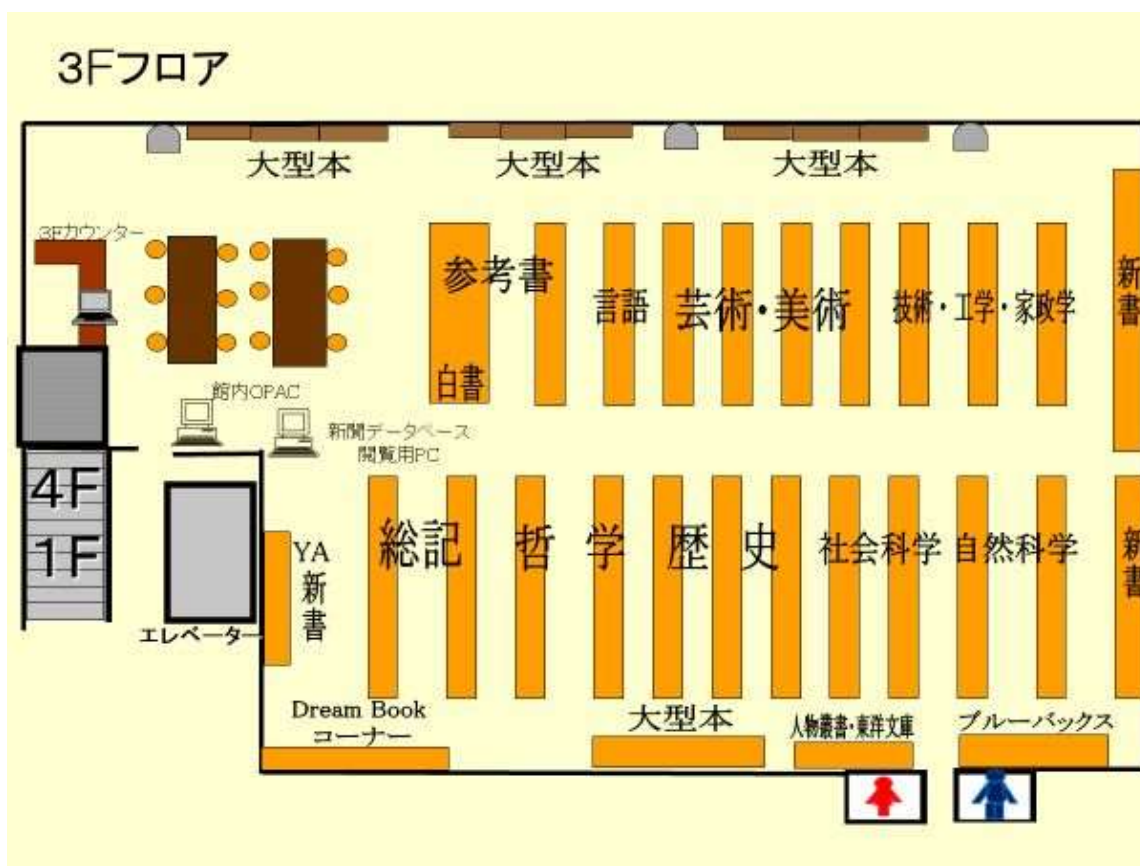 3Fフロア
大型本
大型本
大型本
3Fカウンター
参考書
言語
芸術・美術
技術・工学・家政学
新書
白書
館内OPAC
新聞データベース
閲覧用PC
4F
1F
エレベーター
YA
新書
総記
哲学
歴史
社会科学
自然科学
新書
Dream Book
コーナー
大型本
人物叢書・東洋文庫
ブルーバックス